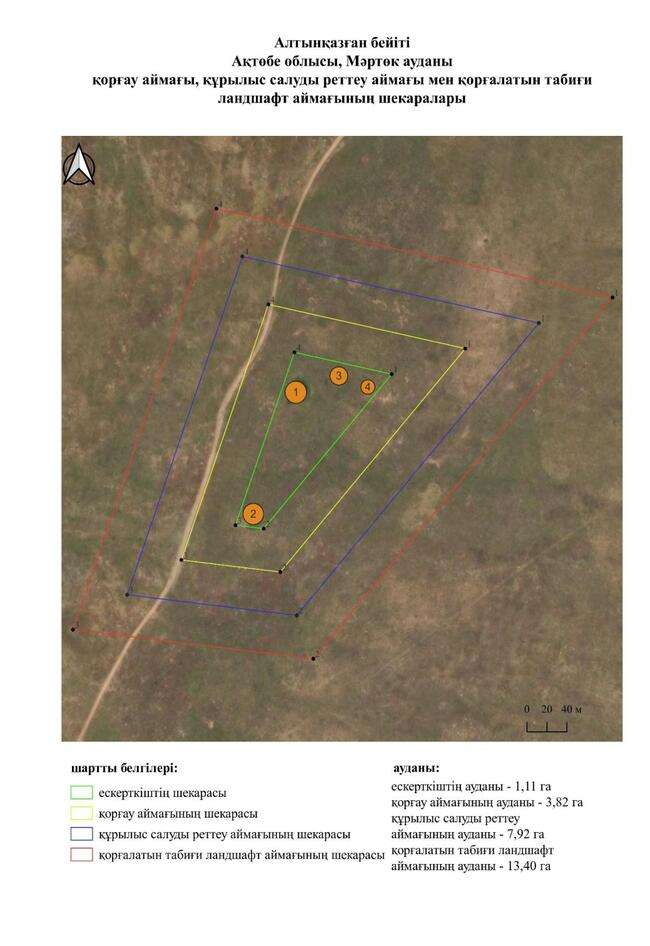 Алтынқазған бейіті
Ақтөбе облысы, Мәртөк ауданы
қорғау аймағы, құрылыс салуды реттеу аймағы мен қорғалатын табиғи
ландшафт аймағының шекаралары
1
3
4
2
0 20 40 м
шартты белгілері:
ескерткіштің шекарасы
қорғау аймағының шекарасы
құрылыс салуды реттеу аймағының шекарасы
қорғалатын табиғи ландшафт аймағының шекарасы
ауданы:
ескерткіштің ауданы - 1,11 га
қорғау аймағының ауданы - 3,82 га
құрылыс салуды реттеу
аймағының ауданы - 7,92 га
қорғалатын табиғи ландшафт
аймағының ауданы - 13,40 га